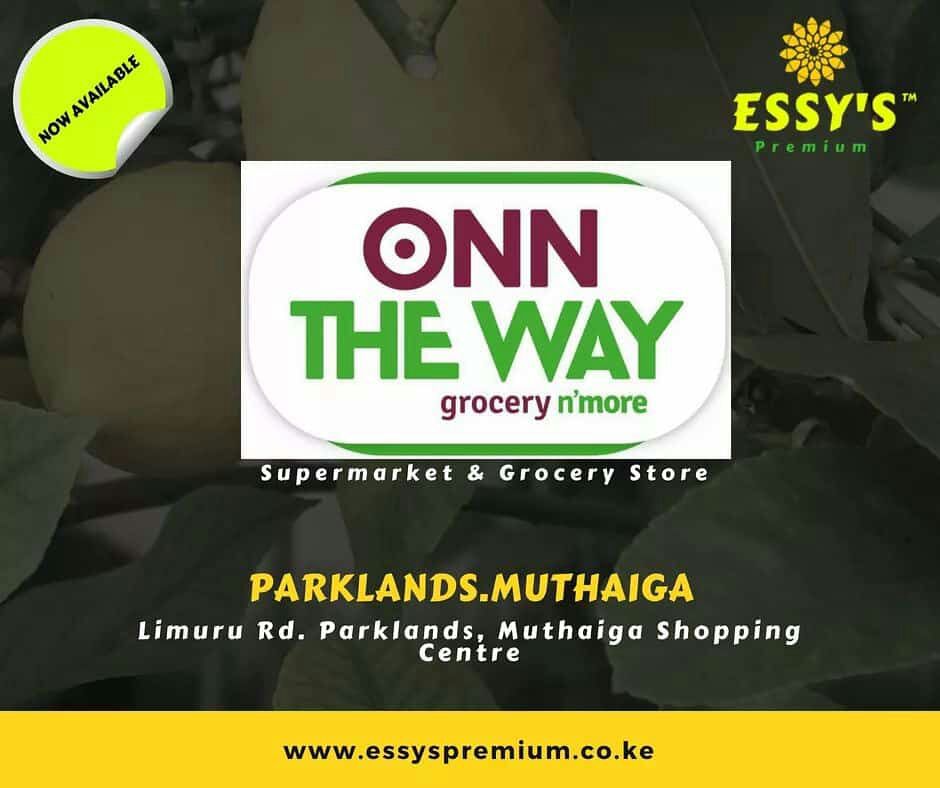 NOW AVAILABLE
ESSY'S™
Premium
ONN
THE WAY
grocery n'more
Supermarket & Grocery Store
PARKLANDS.MUTHAIGA
Limuru Rd. Parklands, Muthaiga Shopping
Centre
www.essyspremium.co.ke